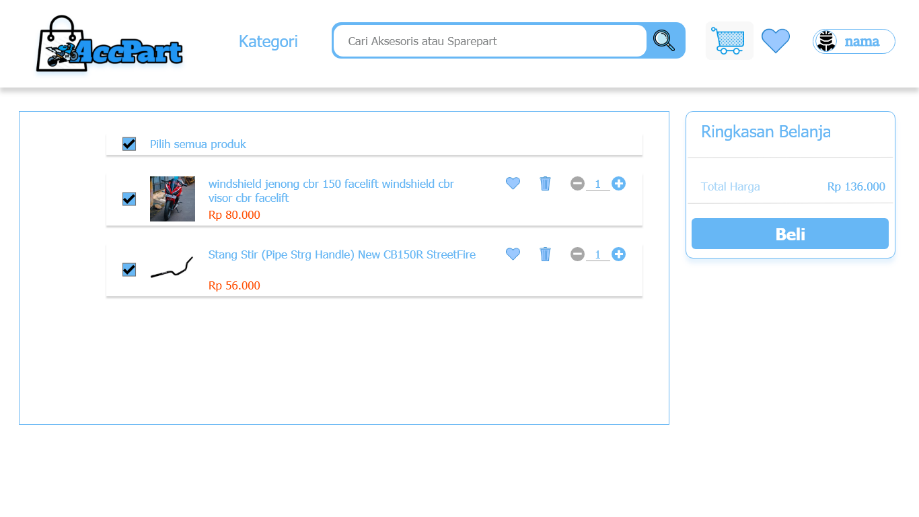 AccPart
Kategori
Cari Aksesoris atau Sparepart
nama
Pilih semua produk
windshield jenong cbr 150 facelift windshield cbr
visor cbr facelift
Rp 80.000
1
Stang Stir (Pipe Strg Handle) New CB150R StreetFire
Rp 56.000
1
Ringkasan Belanja
Total Harga Rp 136.000
Beli